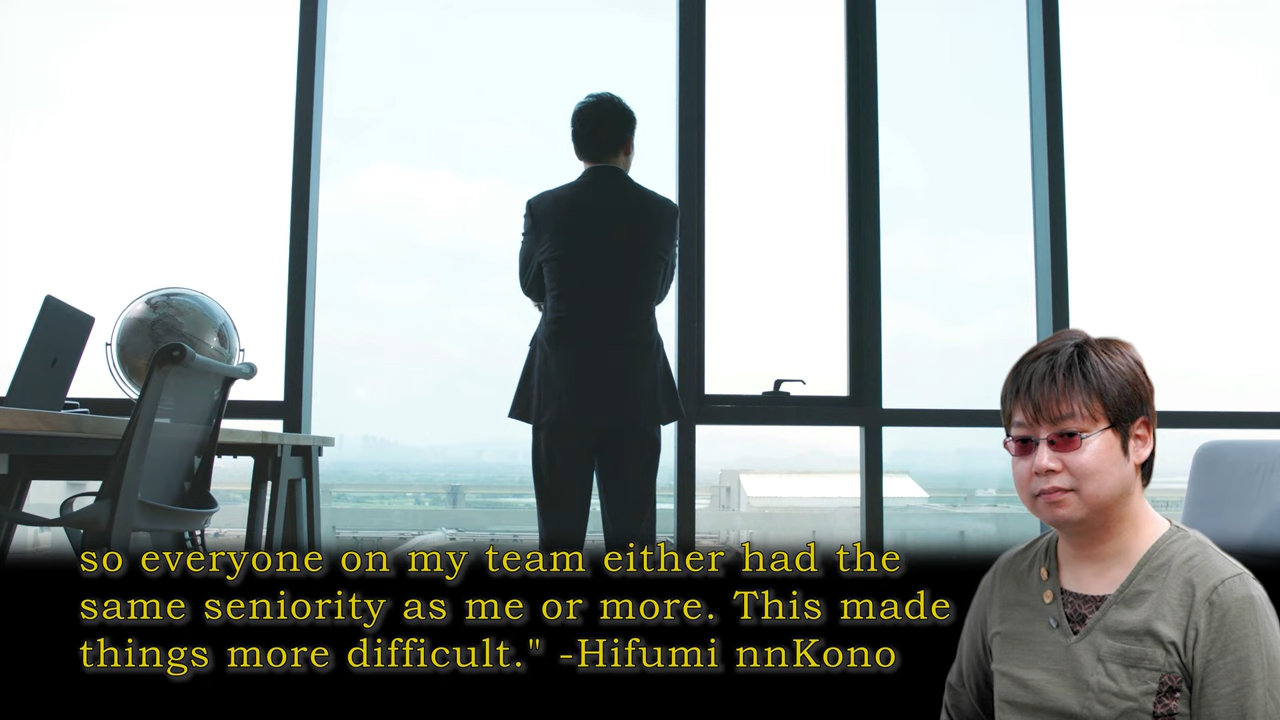 so everyone on my team either had the
same seniority as me or more. This made
things more difficult." -Hifumi nnKono